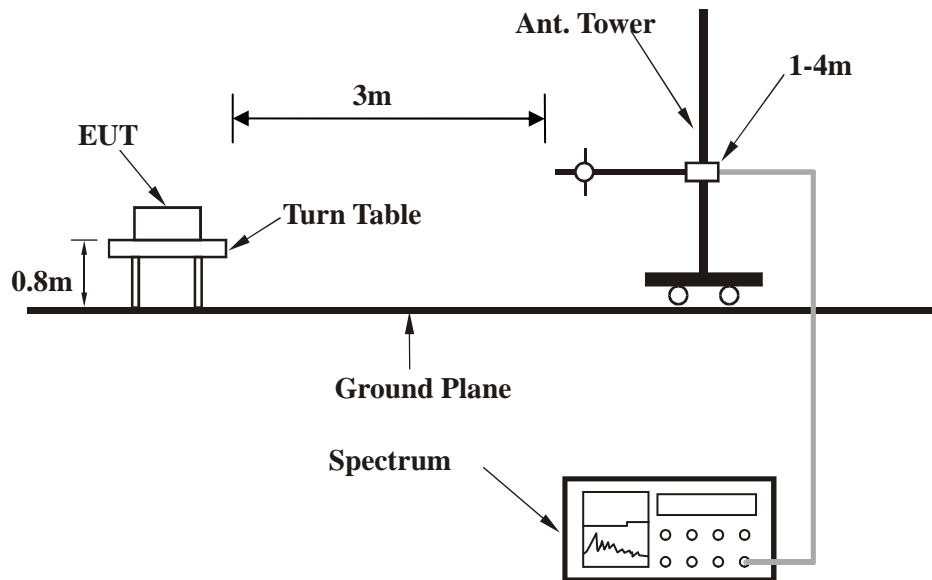 Ant. Tower
1-4m
3m
EUT
Turn Table
0.8m
Ground Plane
Spectrum